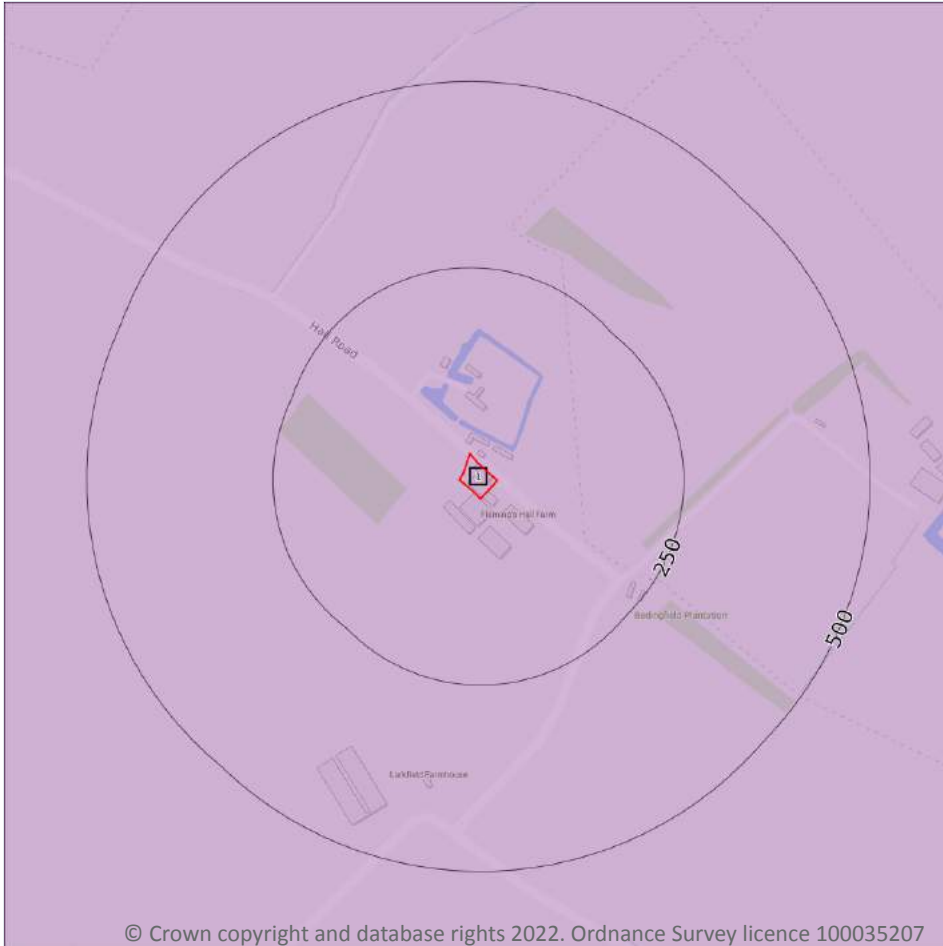 Hall Road
1
Fleming's Hall Farm
250
Bedingfield Plantation
500
Larkfield Farmhouse
© Crown copyright and database rights 2022. Ordnance Survey licence 100035207